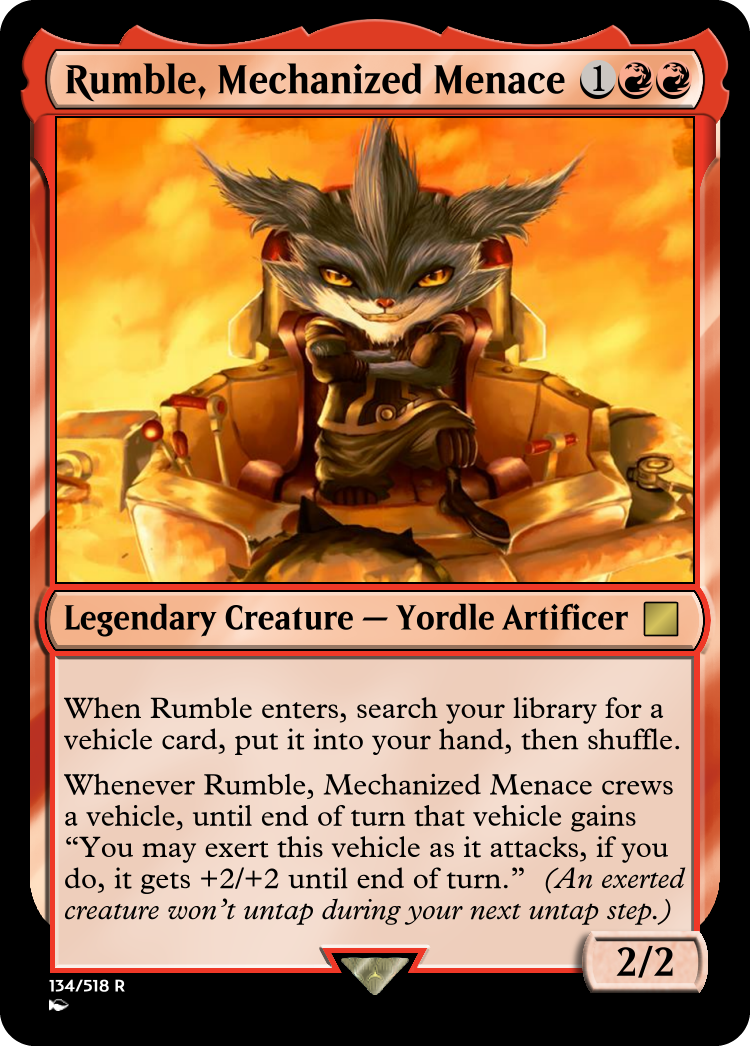 Rumble, Mechanized Menace 1
Legendary Creature — Yordle Artificer
When Rumble enters, search your library for a
vehicle card, put it into your hand, then shuffle.
Whenever Rumble, Mechanized Menace crews
a vehicle, until end of turn that vehicle gains
“You may exert this vehicle as it attacks, if you
do, it gets +2/+2 until end of turn.” (An exerted
creature won’t untap during your next untap step.)
2/2
134/518 R